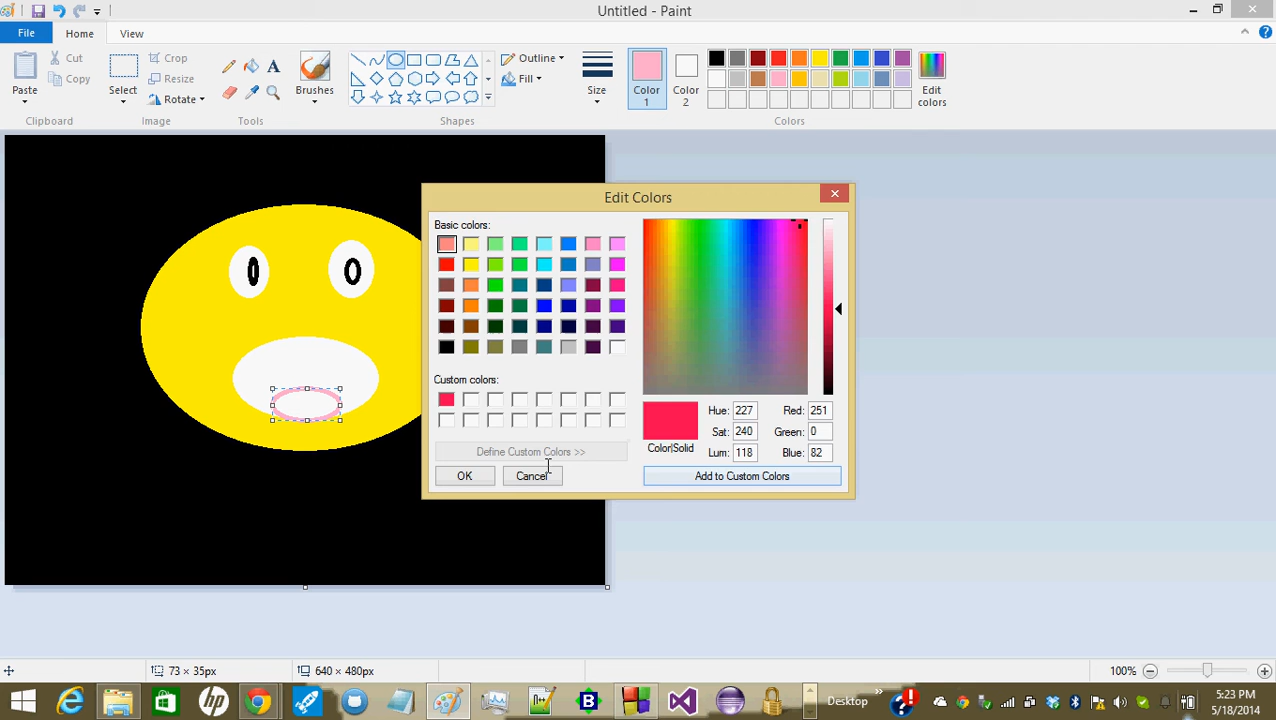 Untitled - Paint
File
Home
View
Paste
Cut
Copy
Clipboard
Select
Crop
Resize
Rotate
Image
A
Tools
Brushes
Shapes
Outline
Fill
Size
Color 1
Color 2
Edit colors
Colors
Edit Colors
Basic colors:
Custom colors:
Define Custom Colors >>
OK
Cancel
Color|Solid
Hue: 227
Sat: 240
Lum: 118
Red: 251
Green: 0
Blue: 82
Add to Custom Colors
73 × 35px
640 × 480px
100%
Desktop
5:23 PM
5/18/2014